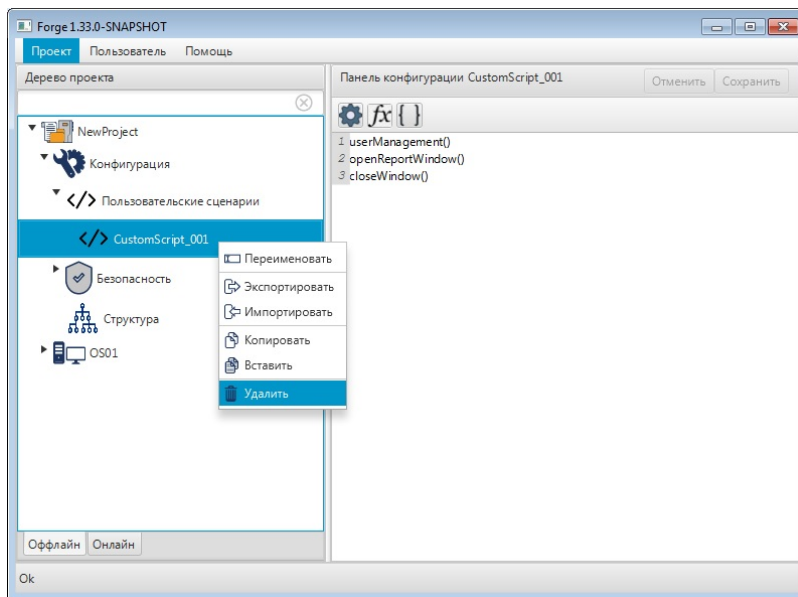 Forge 1.33.0-SNAPSHOT
Проект Пользователь Помощь
Дерево проекта
NewProject
Конфигурация
</> Пользовательские сценарии
</> CustomScript_001
Безопасность
Структура
OS01
Переименовать
Экспортировать
Импортировать
Копировать
Вставить
Удалить
Оффлайн Онлайн
Панель конфигурации CustomScript_001
Отменить Сохранить
fx { }
1 userManagement()
2 openReportWindow()
3 closeWindow()
Ok